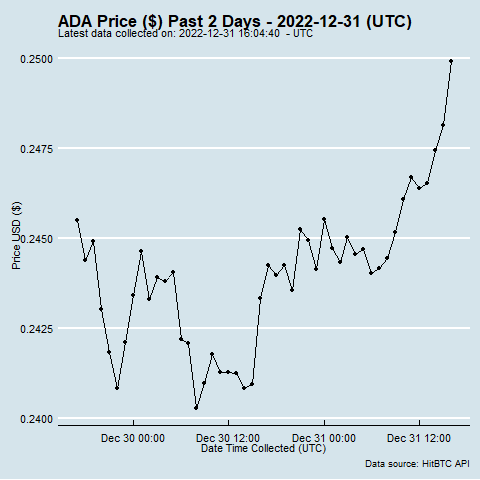 ADA Price ($) Past 2 Days - 2022-12-31 (UTC)
Latest data collected on: 2022-12-31 16:04:40  - UTC
0.2500
0.2475
0.2450
0.2425
0.2400
Price USD ($)
Dec 30 00:00
Dec 30 12:00
Dec 31 00:00
Dec 31 12:00
Date Time Collected (UTC)
Data source: HitBTC API